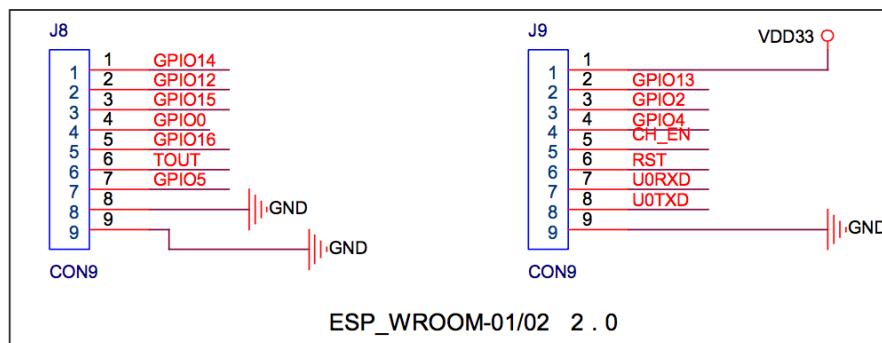 J8
1 1 GPIO14
2 2 GPIO12
3 3 GPIO15
4 4 GPIO0
5 5 GPIO16
6 6 TOUT
7 7 GPIO5
8 8 GND
9 9 GND
CON9
J9
VDD33
1 1
2 2 GPIO13
3 3 GPIO2
4 4 GPIO4
5 5 CH_EN
6 6 RST
7 7 U0RXD
8 8 U0TXD
9 9 GND
CON9
ESP_WROOM-01/02 2 . 0